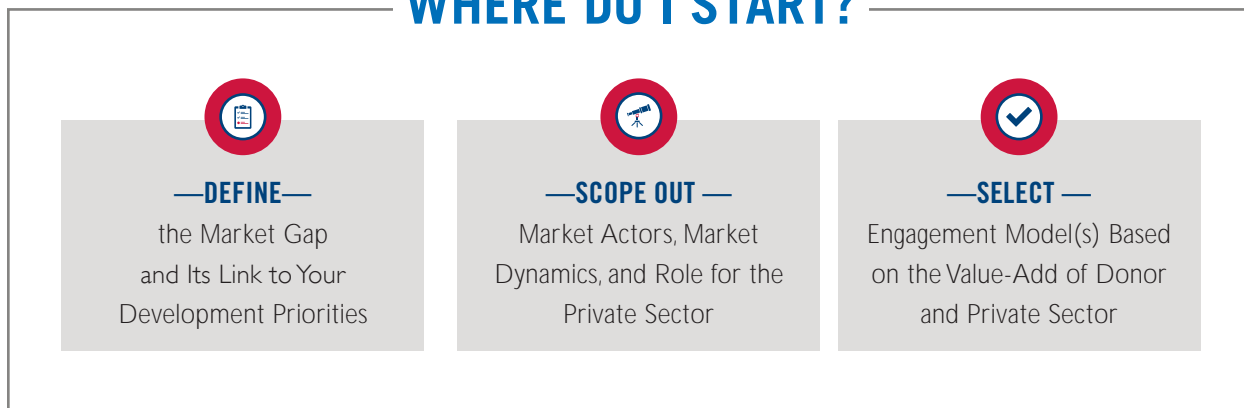 WHERE DO I START?
—DEFINE—
the Market Gap
and Its Link to Your
Development Priorities
—SCOPE OUT —
Market Actors, Market
Dynamics, and Role for the
Private Sector
—SELECT —
Engagement Model(s) Based
on the Value-Add of Donor
and Private Sector